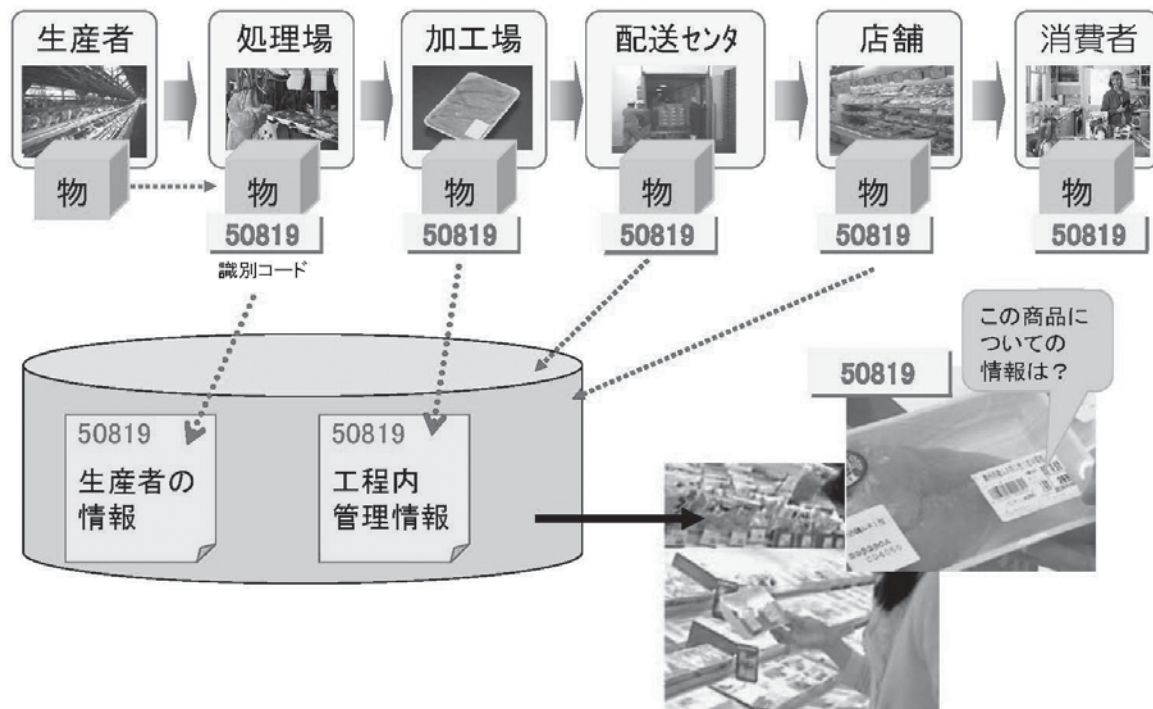 生産者
処理場
加工場
配送センタ
店舗
消費者
物
物
物
物
物
物
50819
50819
50819
50819
50819
識別コード
この商品に
ついての
情報は?
50819
50819
生産者の
情報
50819
工程内
管理情報